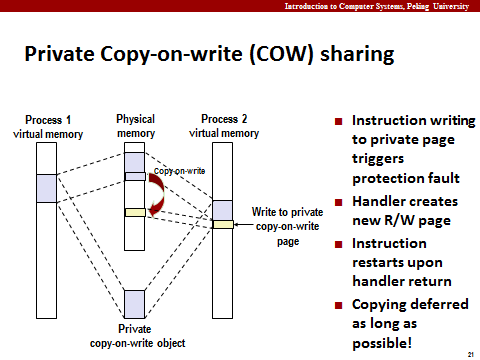 Introduction to Computer Systems, Peking University
Private Copy-on-write (COW) sharing
Process 1
virtual memory
Physical
memory
Process 2
virtual memory
Copy-on-write
Write to private
copy-on-write
page
Private
copy-on-write object
Instruction writing
to private page
triggers
protection fault
Handler creates
new R/W page
Instruction
restarts upon
handler return
Copying deferred
as long as
possible!
21